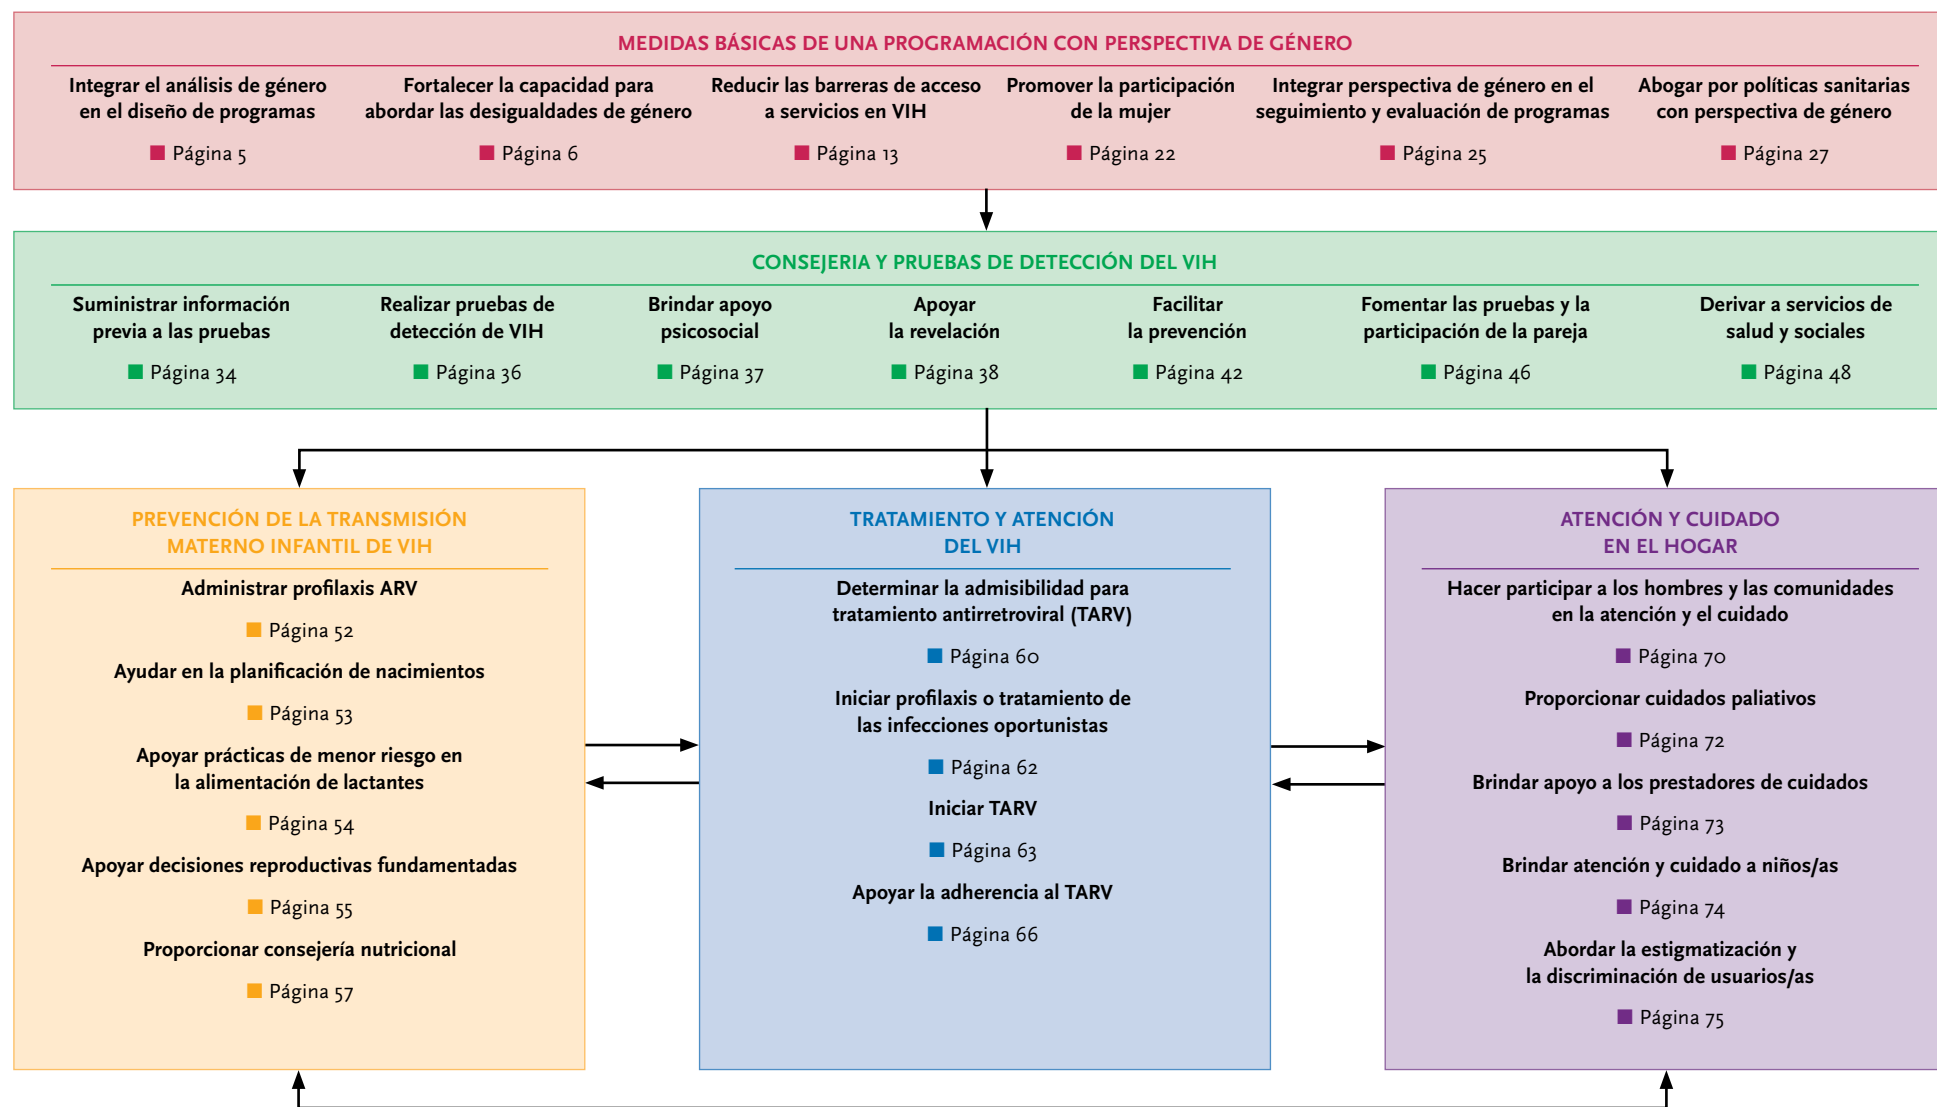 MEDIDAS BÁSICAS DE UNA PROGRAMACIÓN CON PERSPECTIVA DE GÉNERO
Integrar el análisis de género
en el diseño de programas
Página 5
Fortalecer la capacidad para
abordar las desigualdades de género
Página 6
Reducir las barreras de acceso
a servicios en VIH
Página 13
Promover la participación
de la mujer
Página 22
Integrar perspectiva de género en el
seguimiento y evaluación de programas
Página 25
Abogar por políticas sanitarias
con perspectiva de género
Página 27
CONSEJERIA Y PRUEBAS DE DETECCIÓN DEL VIH
Suministrar información
previa a las pruebas
Página 34
Realizar pruebas de
detección de VIH
Página 36
Brindar apoyo
psicosocial
Página 37
Apoyar
la revelación
Página 38
Facilitar
la prevención
Página 42
Fomentar las pruebas y la
participación de la pareja
Página 46
Derivar a servicios de
salud y sociales
Página 48
PREVENCIÓN DE LA TRANSMISIÓN
MATERNO INFANTIL DE VIH
Administrar profilaxis ARV
Página 52
Ayudar en la planificación de nacimientos
Página 53
Apoyar prácticas de menor riesgo en
la alimentación de lactantes
Página 54
Apoyar decisiones reproductivas fundamentadas
Página 55
Proporcionar consejería nutricional
Página 57
TRATAMIENTO Y ATENCIÓN
DEL VIH
Determinar la admisibilidad para
tratamiento antirretroviral (TARV)
Página 60
Iniciar profilaxis o tratamiento de
las infecciones oportunistas
Página 62
Iniciar TARV
Página 63
Apoyar la adherencia al TARV
Página 66
ATENCIÓN Y CUIDADO
EN EL HOGAR
Hacer participar a los hombres y las comunidades
en la atención y el cuidado
Página 70
Proporcionar cuidados paliativos
Página 72
Brindar apoyo a los prestadores de cuidados
Página 73
Brindar atención y cuidado a niños/as
Página 74
Abordar la estigmatización y
la discriminación de usuarios/as
Página 75